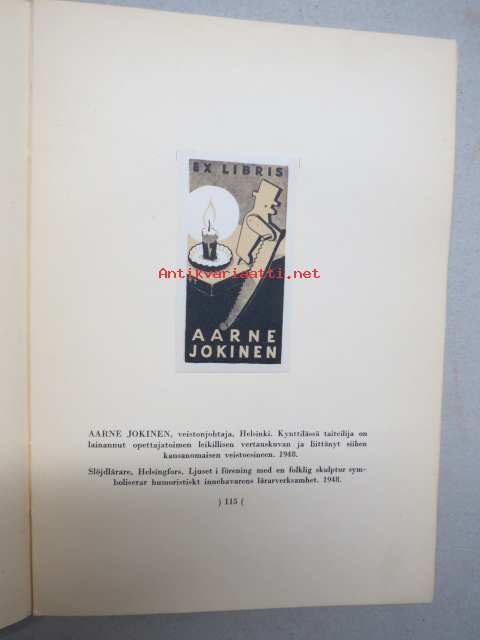 EX LIBRIS
Antikvariaatti.net
AARNE
JOKINEN
AARNE JOKINEN, veistonjohtaja, Helsinki. Kynttilässä taiteilija on
lainannut opettajatoimen leikillisen vertauskuvan ja liittänyt siihen
kansanomaisen veistoesineen. 1948.
Slöjdlärare, Helsingfors. Ljuset i förening med en folklig skulptur sym-
boliserar humoristiskt innehavarens lärarverksamhet. 1948.
) 115 (